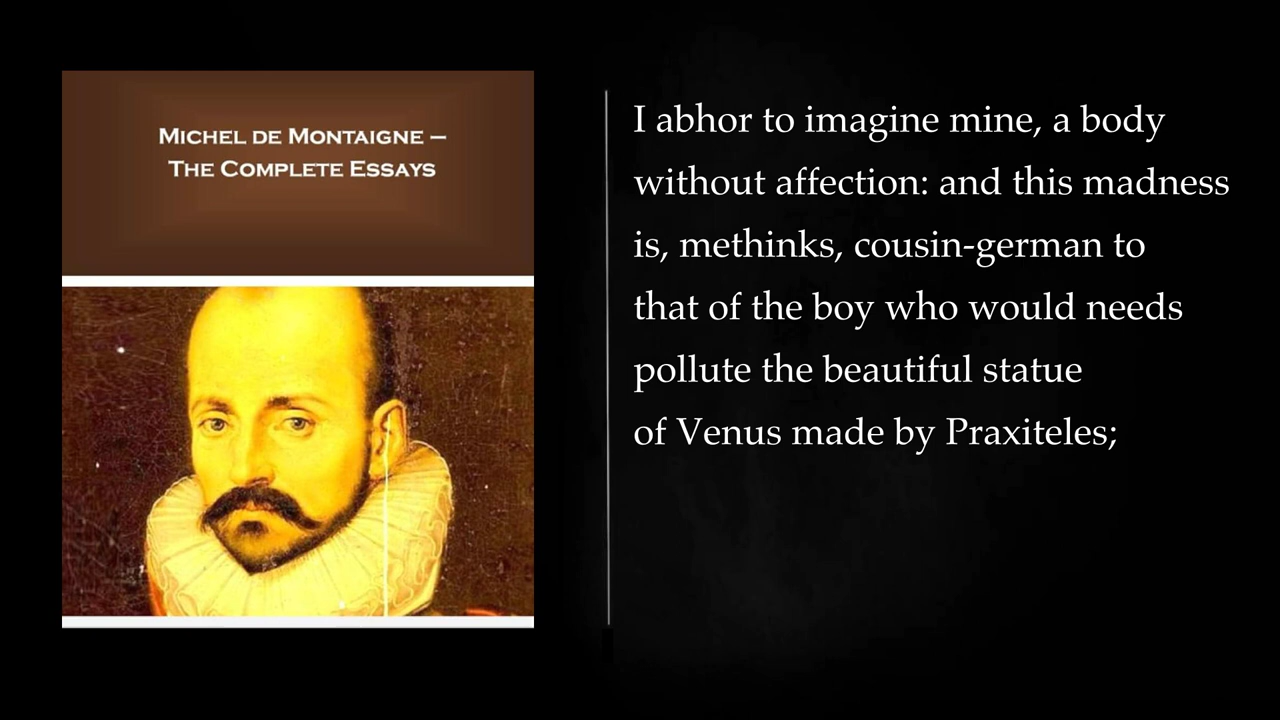 MICHEL DE MONTAIGNE –
THE COMPLETE ESSAYS
I abhor to imagine mine, a body
without affection: and this madness
is, methinks, cousin-german to
that of the boy who would needs
pollute the beautiful statue
of Venus made by Praxiteles;